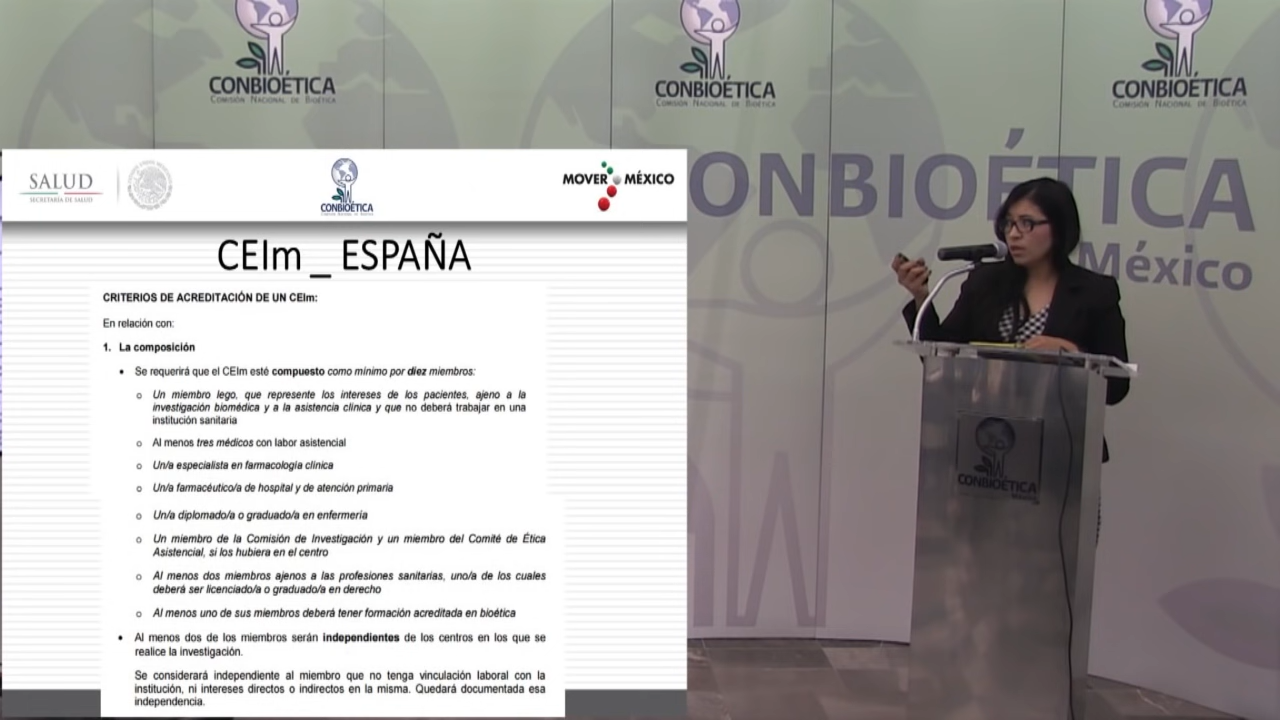 CONBIOÉTICA
COMISIÓN NACIONAL DE BIOÉTICA
CONBIOÉTICA
COMISIÓN NACIONAL DE BIOÉTICA
CONBIOÉTICA
COMISIÓN NACIONAL DE BIOÉTICA
ONBIOÉTICA
México
SALUD
SECRETARÍA DE SALUD
CONBIOÉTICA
COMISIÓN NACIONAL DE BIOÉTICA
MOVER MÉXICO
CEIm _ ESPAÑA
CRITERIOS DE ACREDITACIÓN DE UN CEIm:
En relación con:
1. La composición
• Se requerirá que el CEIm esté compuesto como mínimo por diez miembros:
o Un miembro lego, que represente los intereses de los pacientes, ajeno a la
investigación biomédica y a la asistencia clínica y que no deberá trabajar en una
institución sanitaria
o Al menos tres médicos con labor asistencial
o Un/a especialista en farmacología clínica
o Un/a farmacéutico/a de hospital y de atención primaria
o Un/a diplomado/a o graduado/a en enfermería
o Un miembro de la Comisión de Investigación y un miembro del Comité de Ética
Asistencial, si los hubiera en el centro
o Al menos dos miembros ajenos a las profesiones sanitarias, uno/a de los cuales
deberá ser licenciado/a o graduado/a en derecho
o Al menos uno de sus miembros deberá tener formación acreditada en bioética
• Al menos dos de los miembros serán independientes de los centros en los que se
realice la investigación.
Se considerará independiente al miembro que no tenga vinculación laboral con la
institución, ni intereses directos o indirectos en la misma. Quedará documentada esa
independencia.
CONBIOÉTICA